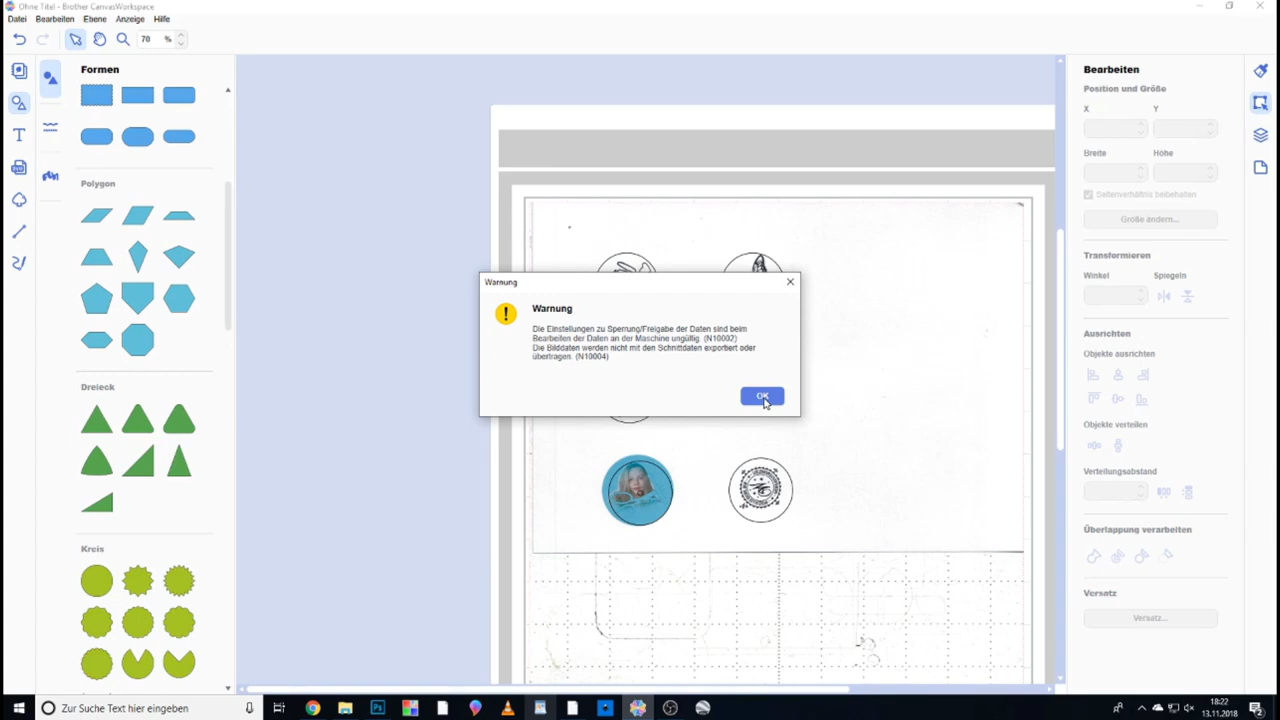 Ohne Titel - Brother CanvasWorkspace
Datei Bearbeiten Ebene Anzeige Hilfe
70 %
Formen
Polygon
Dreieck
Kreis
Warnung
Warnung
Die Einstellungen zu Sperrung/Freigabe der Daten sind beim
Bearbeiten der Daten an der Maschine ungültig. (N10002)
Die Bilddaten werden nicht mit den Schnittdaten exportiert oder
übertragen. (N10004)
OK
Bearbeiten
Position und Größe
X Y
Breite Höhe
Seitenverhältnis beibehalten
Größe ändern...
Transformieren
Winkel Spiegeln
Ausrichten
Objekte ausrichten
Objekte verteilen
Verteilungsabstand
Überlappung verarbeiten
Versatz
Versatz...
Zur Suche Text hier eingeben
18:22
13.11.2018
2